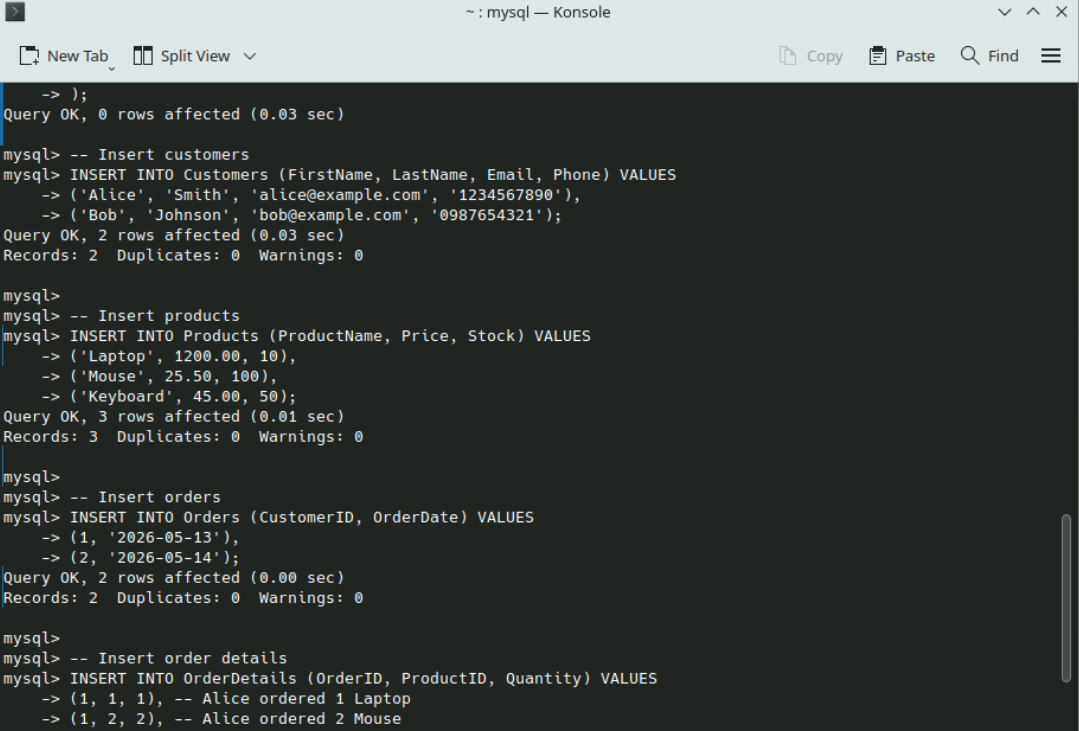 ~ : mysql — Konsole
New Tab Split View Copy Paste Find
    -> );
Query OK, 0 rows affected (0.03 sec)

mysql> -- Insert customers
mysql> INSERT INTO Customers (FirstName, LastName, Email, Phone) VALUES
    -> ('Alice', 'Smith', 'alice@example.com', '1234567890'),
    -> ('Bob', 'Johnson', 'bob@example.com', '0987654321');
Query OK, 2 rows affected (0.03 sec)
Records: 2  Duplicates: 0  Warnings: 0

mysql>
mysql> -- Insert products
mysql> INSERT INTO Products (ProductName, Price, Stock) VALUES
    -> ('Laptop', 1200.00, 10),
    -> ('Mouse', 25.50, 100),
    -> ('Keyboard', 45.00, 50);
Query OK, 3 rows affected (0.01 sec)
Records: 3  Duplicates: 0  Warnings: 0

mysql>
mysql> -- Insert orders
mysql> INSERT INTO Orders (CustomerID, OrderDate) VALUES
    -> (1, '2026-05-13'),
    -> (2, '2026-05-14');
Query OK, 2 rows affected (0.00 sec)
Records: 2  Duplicates: 0  Warnings: 0

mysql>
mysql> -- Insert order details
mysql> INSERT INTO OrderDetails (OrderID, ProductID, Quantity) VALUES
    -> (1, 1, 1), -- Alice ordered 1 Laptop
    -> (1, 2, 2), -- Alice ordered 2 Mouse